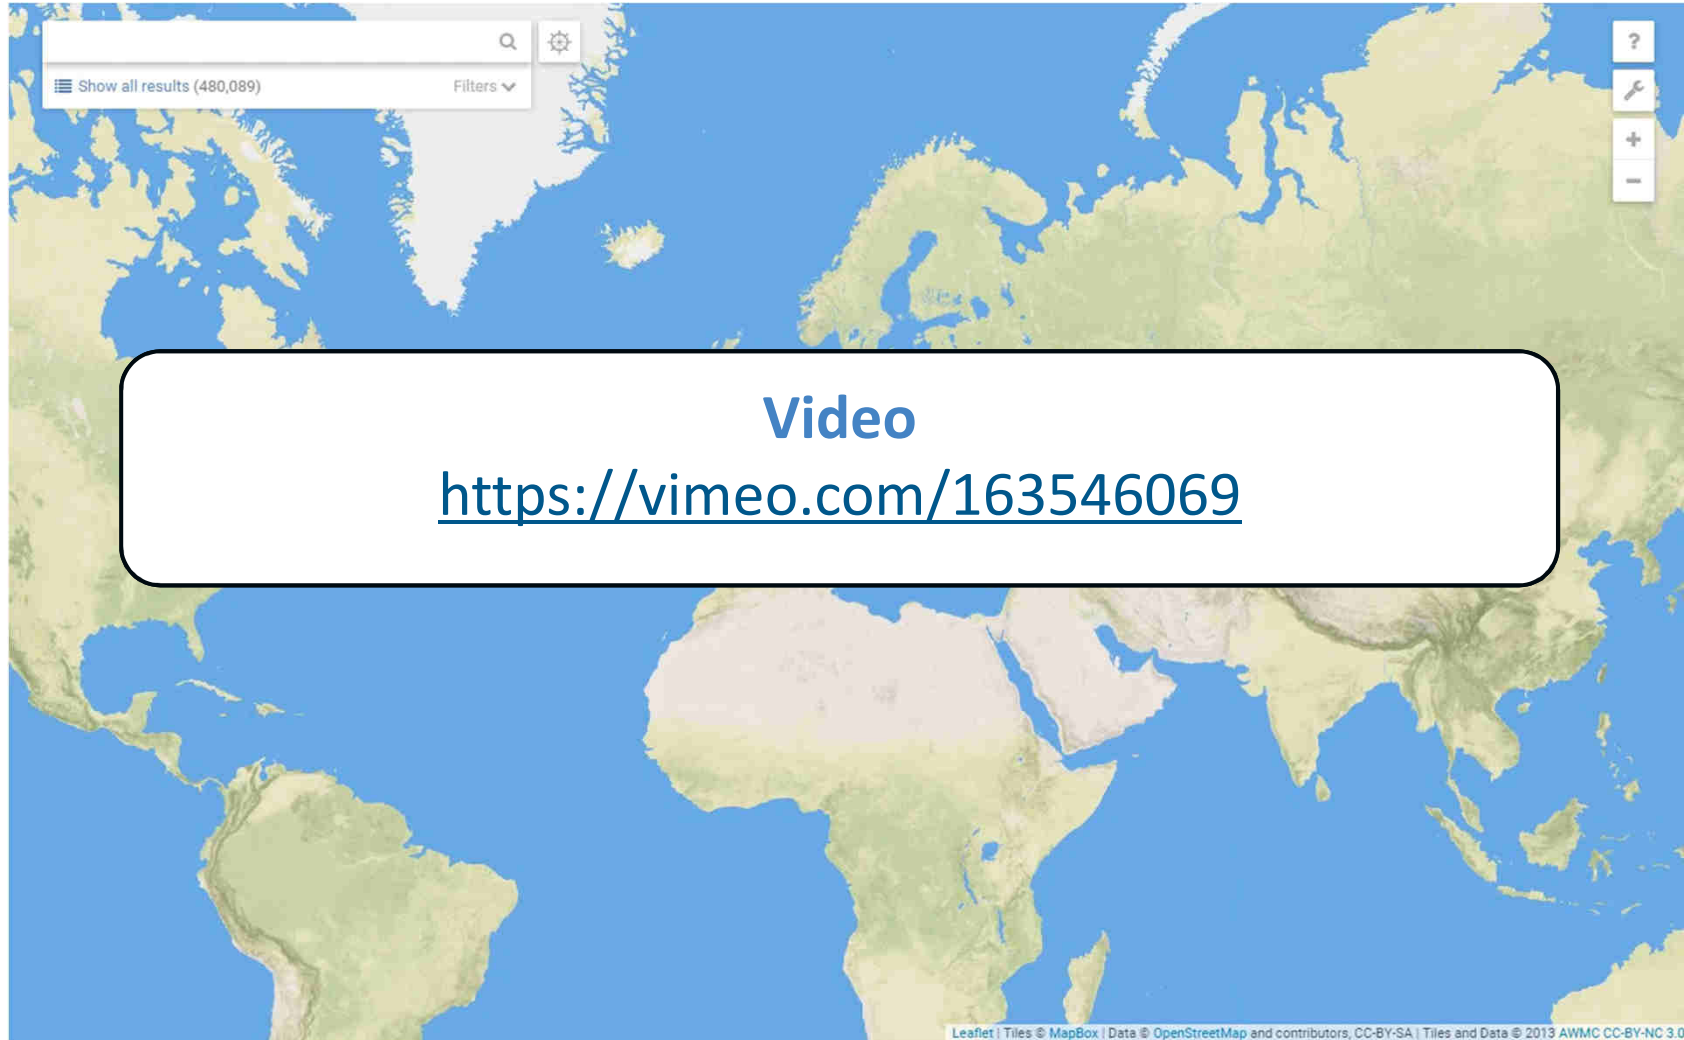 Show all results (480,089) Filters
?
+
−
Video
https://vimeo.com/163546069
Leaflet | Tiles © MapBox | Data © OpenStreetMap and contributors, CC-BY-SA | Tiles and Data © 2013 AWMC CC-BY-NC 3.0